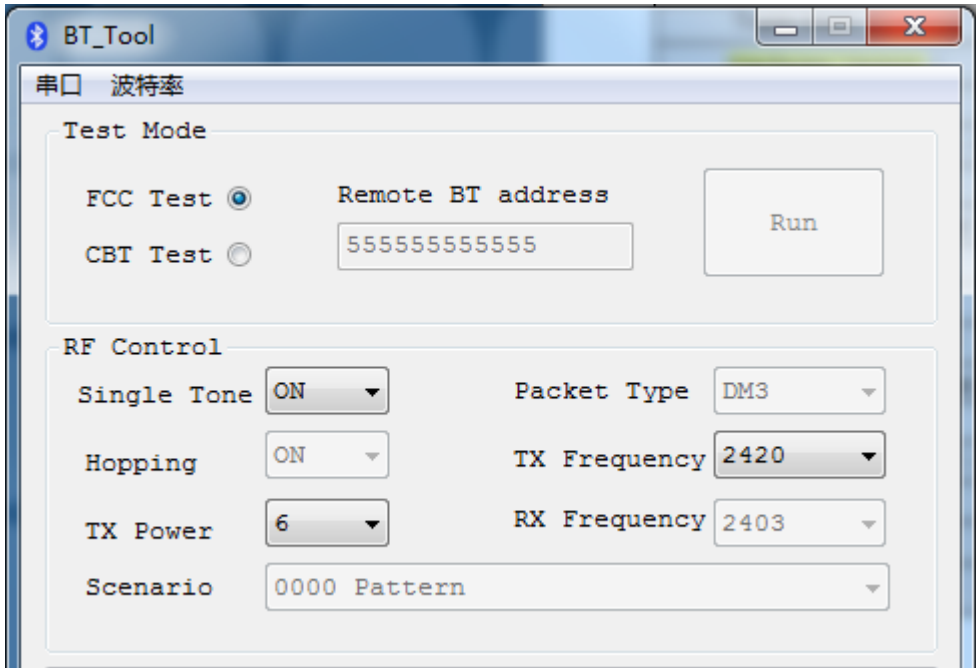 BT_Tool
串口 波特率
Test Mode
FCC Test Remote BT address
Run
CBT Test 555555555555
RF Control
Single Tone ON Packet Type DM3
Hopping ON TX Frequency 2420
TX Power 6 RX Frequency 2403
Scenario 0000 Pattern